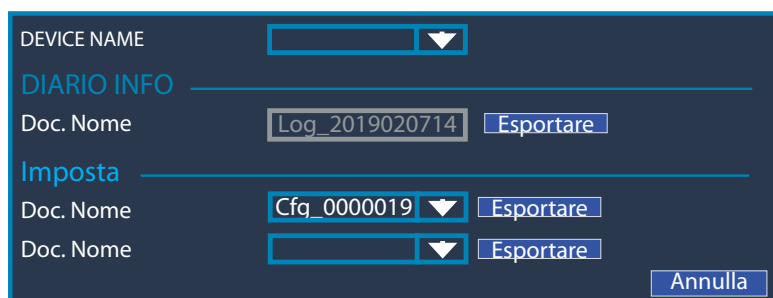 DEVICE NAME
DIARIO INFO
Doc. Nome Log_2019020714 Esportare
Imposta
Doc. Nome Cfg_0000019 Esportare
Doc. Nome Esportare
Annulla